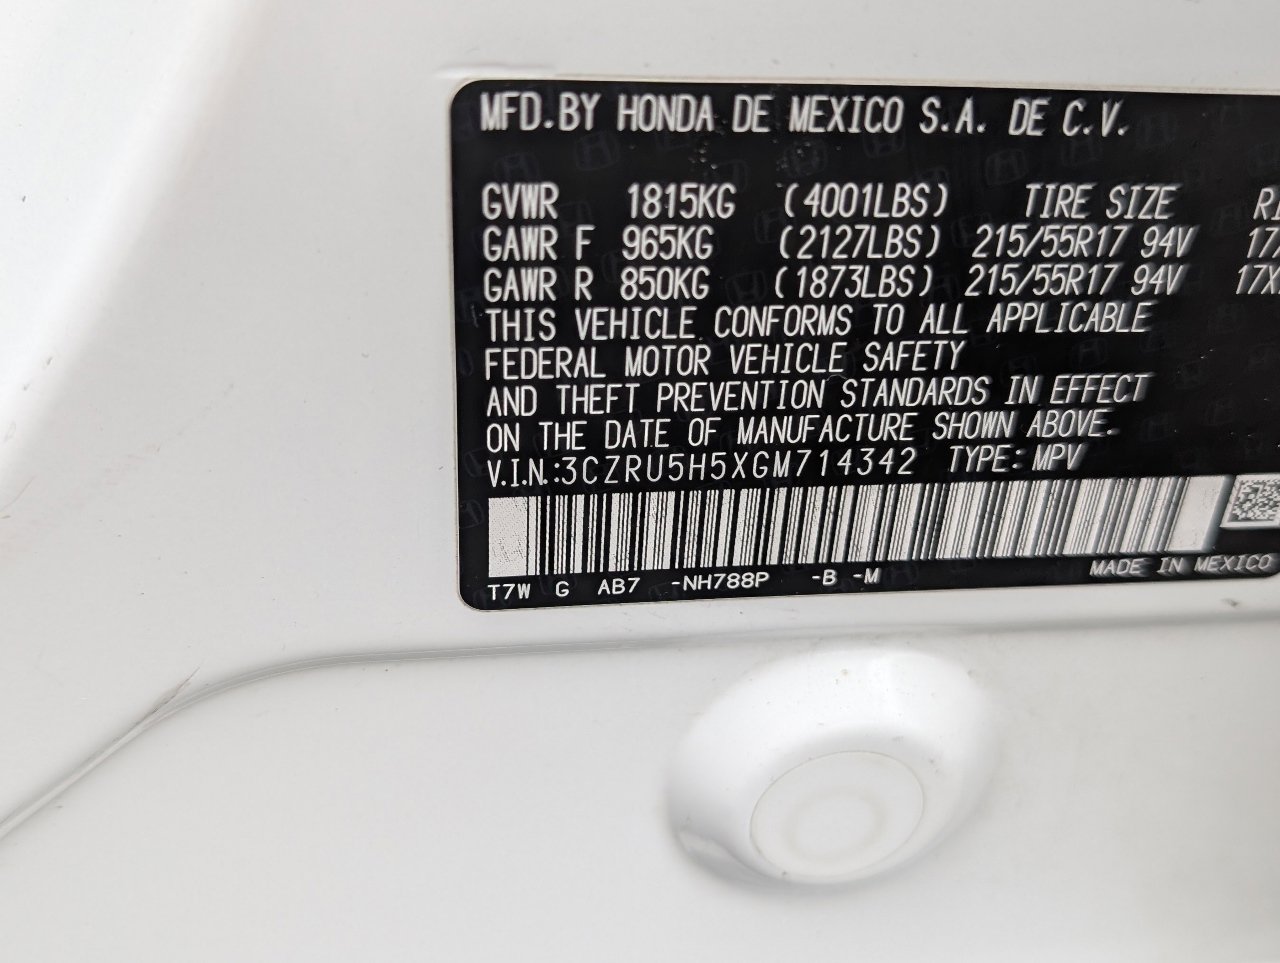 MFD.BY HONDA DE MEXICO S.A. DE C.V.
GVWR 1815KG (4001LBS) TIRE SIZE
GAWR F 965KG (2127LBS) 215/55R17 94V
GAWR R 850KG (1873LBS) 215/55R17 94V
THIS VEHICLE CONFORMS TO ALL APPLICABLE
FEDERAL MOTOR VEHICLE SAFETY
AND THEFT PREVENTION STANDARDS IN EFFECT
ON THE DATE OF MANUFACTURE SHOWN ABOVE.
V.I.N.:3CZRU5H5XGM714342 TYPE: MPV
T7W G AB7 -NH788P -B -M MADE IN MEXICO